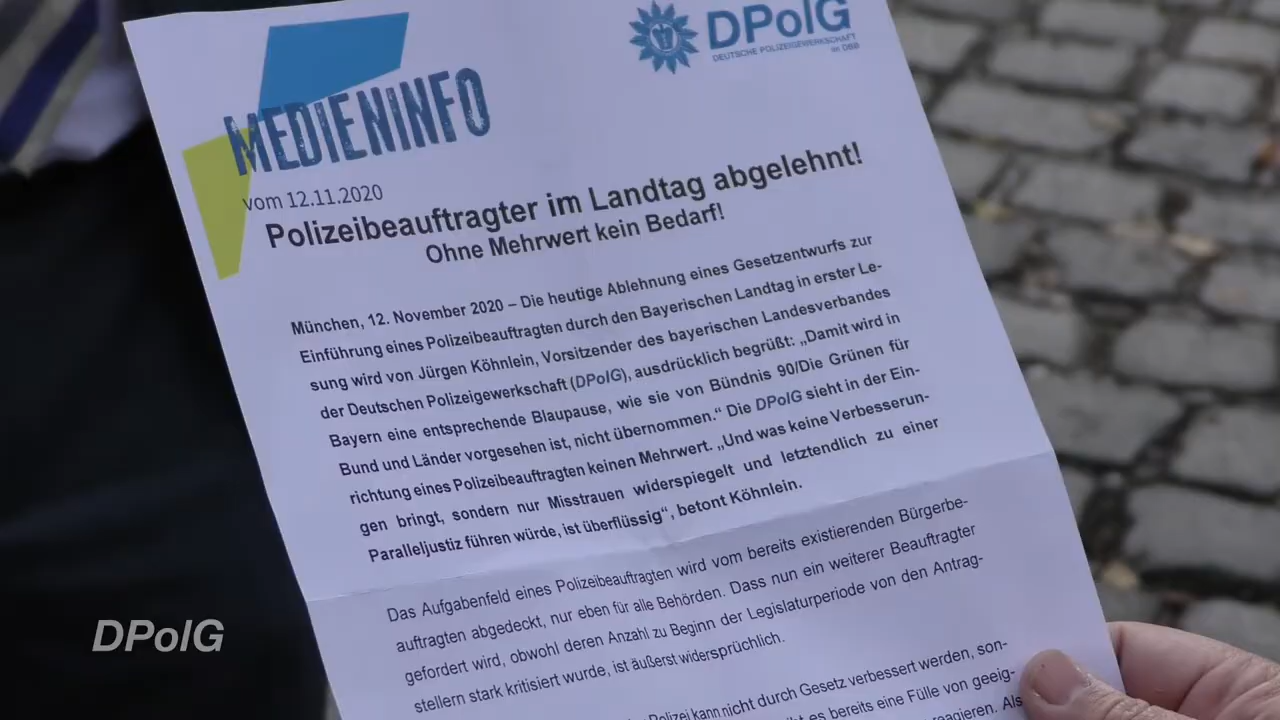 DPolG
DEUTSCHE POLIZEIGEWERKSCHAFT
im DBB
MEDIENINFO
vom 12.11.2020
Polizeibeauftragter im Landtag abgelehnt!
Ohne Mehrwert kein Bedarf!
München, 12. November 2020 – Die heutige Ablehnung eines Gesetzentwurfs zur
Einführung eines Polizeibeauftragten durch den Bayerischen Landtag in erster Le-
sung wird von Jürgen Köhnlein, Vorsitzender des bayerischen Landesverbandes
der Deutschen Polizeigewerkschaft (DPolG), ausdrücklich begrüßt: „Damit wird in
Bayern eine entsprechende Blaupause, wie sie von Bündnis 90/Die Grünen für
Bund und Länder vorgesehen ist, nicht übernommen.“ Die DPolG sieht in der Ein-
richtung eines Polizeibeauftragten keinen Mehrwert. „Und was keine Verbesserun-
gen bringt, sondern nur Misstrauen widerspiegelt und letztendlich zu einer
Paralleljustiz führen würde, ist überflüssig“, betont Köhnlein.
Das Aufgabenfeld eines Polizeibeauftragten wird vom bereits existierenden Bürgerbe-
auftragten abgedeckt, nur eben für alle Behörden. Dass nun ein weiterer Beauftragter
gefordert wird, obwohl deren Anzahl zu Beginn der Legislaturperiode von den Antrag-
stellern stark kritisiert wurde, ist äußerst widersprüchlich.
Polizei kann nicht durch Gesetz verbessert werden, son-
es bereits eine Fülle von geeig-
reagieren. Als
DPolG